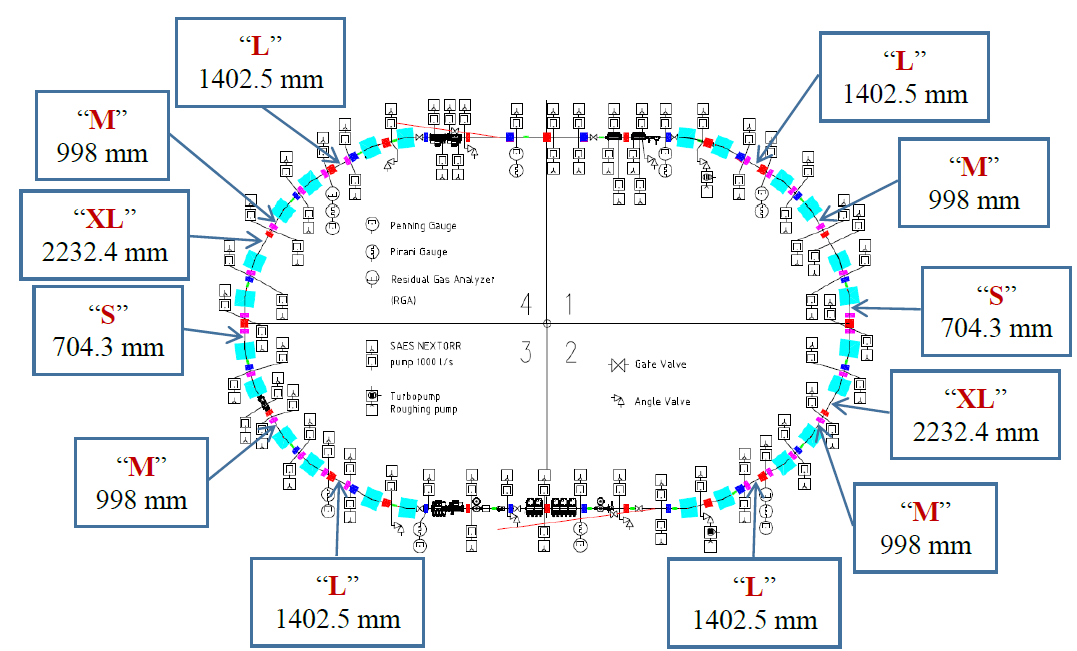 “L”
1402.5 mm
“L”
1402.5 mm
“M”
998 mm
“M”
998 mm
“XL”
2232.4 mm
Penning Gauge
Pirani Gauge
Residual Gas Analyzer
(RGA)
“S”
704.3 mm
“S”
704.3 mm
4 1
3 2
SAES NEXTORR
pump 1000 l/s
Gate Valve
Turbopump
Roughing pump
Angle Valve
“XL”
2232.4 mm
“M”
998 mm
“M”
998 mm
“L”
1402.5 mm
“L”
1402.5 mm